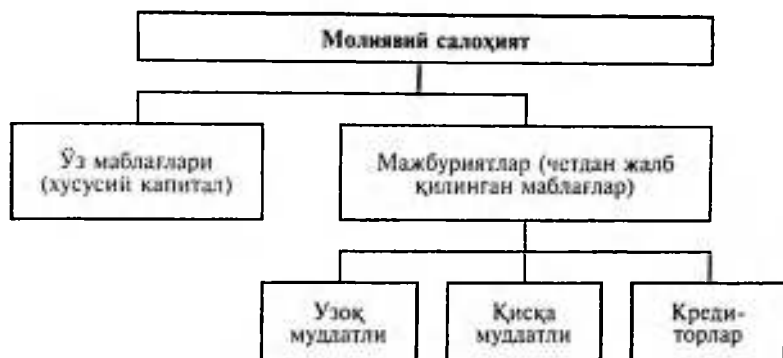 Молиявий салоҳият
Ўз маблағлари
(хусусий капитал)
Мажбуриятлар (четдан жалб
қилинган маблағлар)
Узоқ
муддатли
Қисқа
муддатли
Креди-
торлар